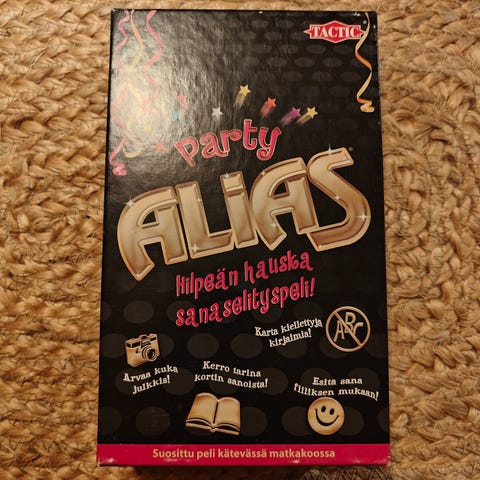 TACTIC
Party
ALiAS
Hilpeän hauska
sanaselityspeli!
Karta kiellettyjä
kirjaimia!
ABC
Arvaa kuka
julkkis!
Kerro tarina
kortin sanoista!
Esitä sana
fiiliksen mukaan!
Suosittu peli kätevässä matkakoossa